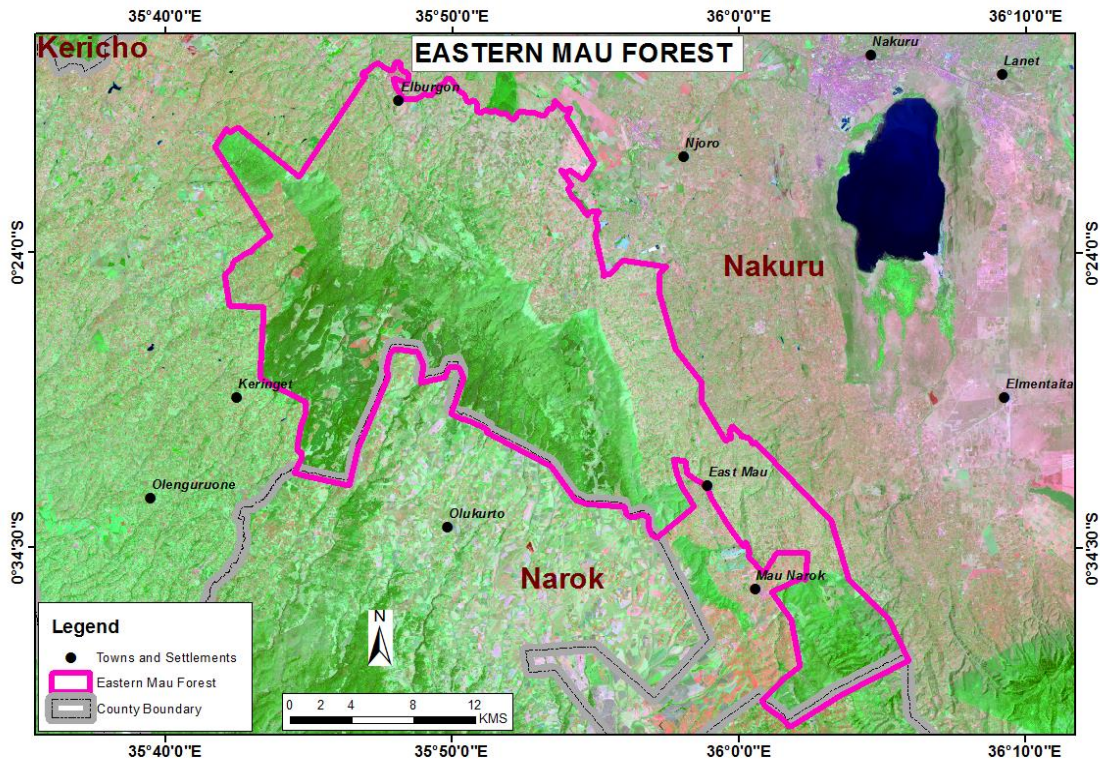 35°40'0"E 35°50'0"E 36°0'0"E 36°10'0"E
Kericho
EASTERN MAU FOREST
Nakuru
Lanet
Elburgon
Njoro
0°24'0"S
Nakuru
0°24'0"S
Keringet
Elmentaita
East Mau
Olenguruone
Olukurto
0°34'30"S
0°34'30"S
Narok
Mau Narok
Legend
Towns and Settlements
Eastern Mau Forest
County Boundary
N
0 2 4 8 12
KMS
35°40'0"E 35°50'0"E 36°0'0"E 36°10'0"E